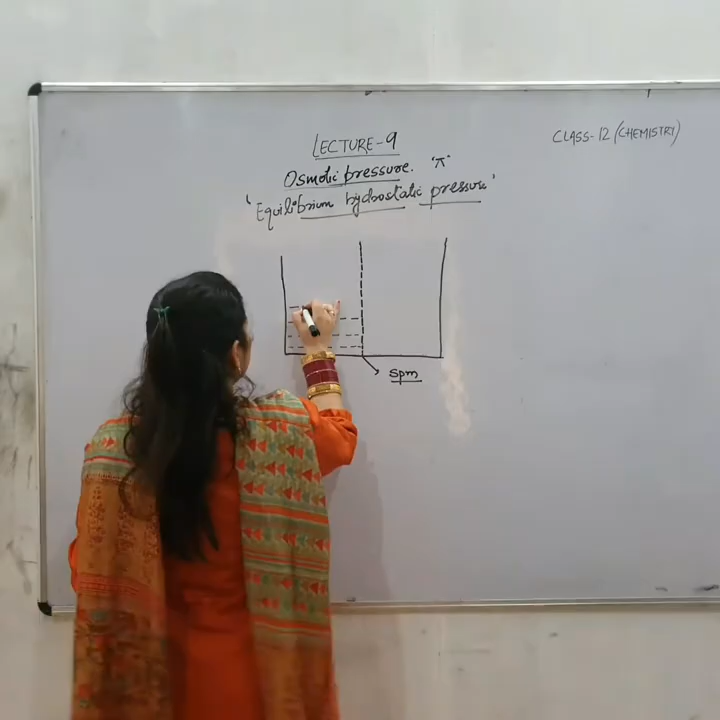 LECTURE-9
CLASS-12 (CHEMISTRY)
Osmotic pressure. 'π'
'Equilibrium hydrostatic pressure'
spm